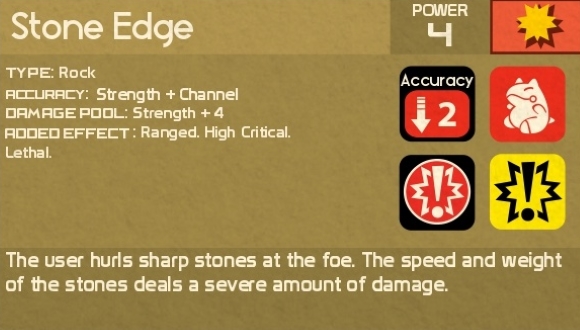 Stone Edge
POWER
4
TYPE: Rock
ACCURACY: Strength + Channel
DAMAGE POOL: Strength + 4
ADDED EFFECT: Ranged. High Critical.
Lethal.
Accuracy
2
The user hurls sharp stones at the foe. The speed and weight
of the stones deals a severe amount of damage.